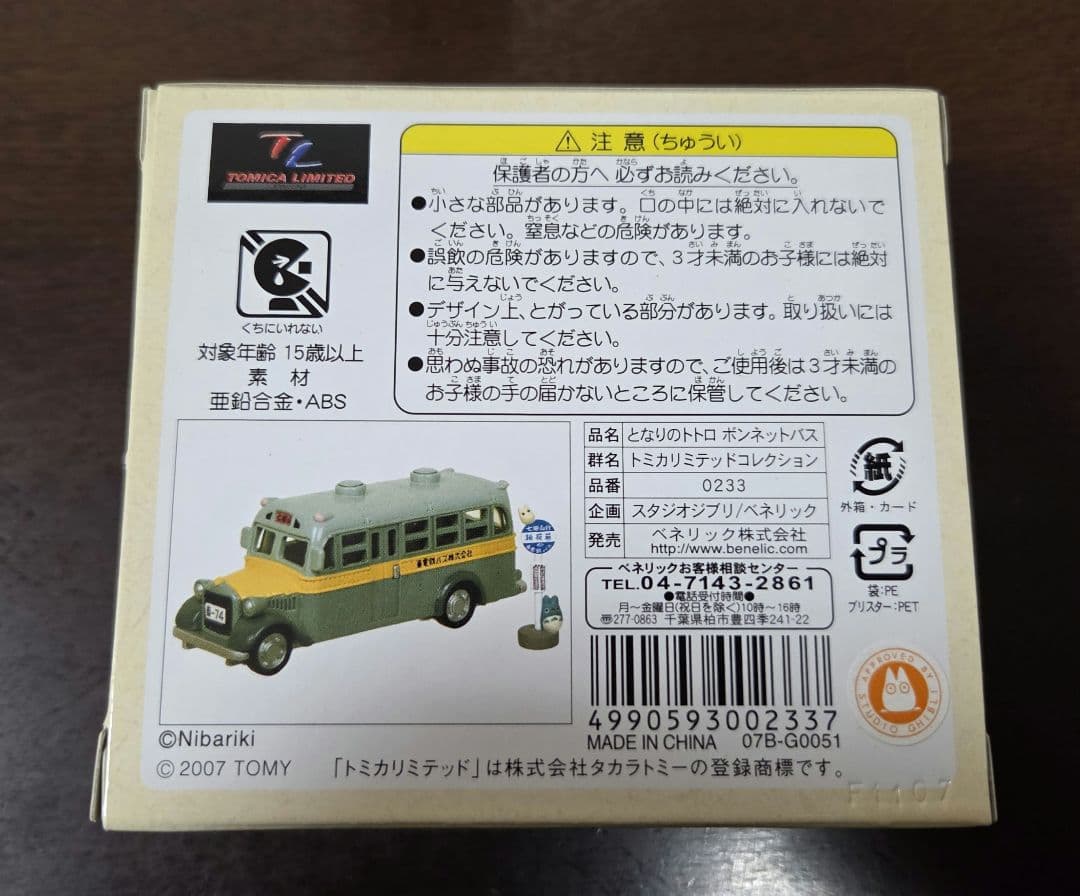 TL
TOMICA LIMITED
くちにいれない
対象年齢 15歳以上
素 材
亜鉛合金・ABS
⚠ 注 意 (ちゅうい)
保護者の方へ 必ずお読みください。
●小さな部品があります。口の中には絶対に入れないで
ください。窒息などの危険があります。
●誤飲の危険がありますので、3才未満のお子様には絶対
に与えないでください。
●デザイン上、とがっている部分があります。取り扱いには
十分注意してください。
●思わぬ事故の恐れがありますので、ご使用後は3才未満の
お子様の手の届かないところに保管してください。
品名 となりのトトロ ボンネットバス
群名 トミカリミテッドコレクション
品番 0233
企画 スタジオジブリ/ベネリック
発売 ベネリック株式会社
http://www.benelic.com
ベネリックお客様相談センター
TEL.04-7143-2861
●電話受付時間●
月～金曜日(祝日を除く)10時～16時
〠277-0863 千葉県柏市豊四季241-22
4990593002337
MADE IN CHINA 07B-G0051
紙
外箱・カード
プラ
袋:PE
ブリスター:PET
APPROVED BY
STUDIO GHIBLI
©Nibariki
© 2007 TOMY 「トミカリミテッド」は株式会社タカラトミーの登録商標です。
F1107